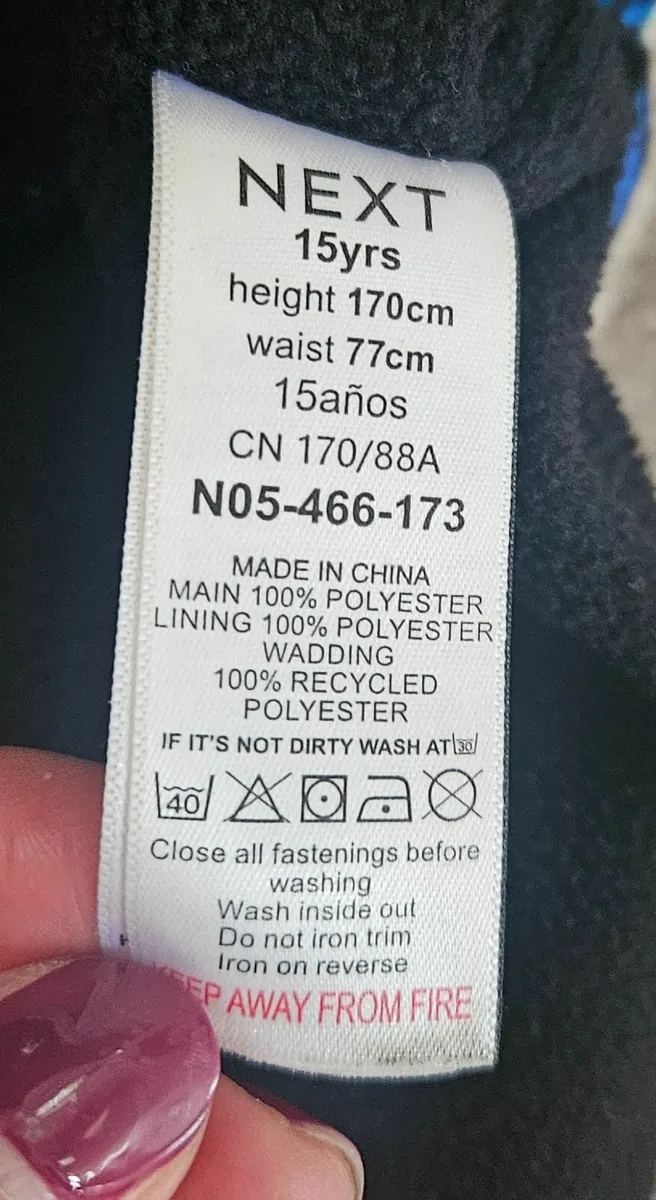 NEXT
15yrs
height 170cm
waist 77cm
15años
CN 170/88A
N05-466-173
MADE IN CHINA
MAIN 100% POLYESTER
LINING 100% POLYESTER
WADDING
100% RECYCLED
POLYESTER
IF IT'S NOT DIRTY WASH AT 30
40
Close all fastenings before
washing
Wash inside out
Do not iron trim
Iron on reverse
KEEP AWAY FROM FIRE